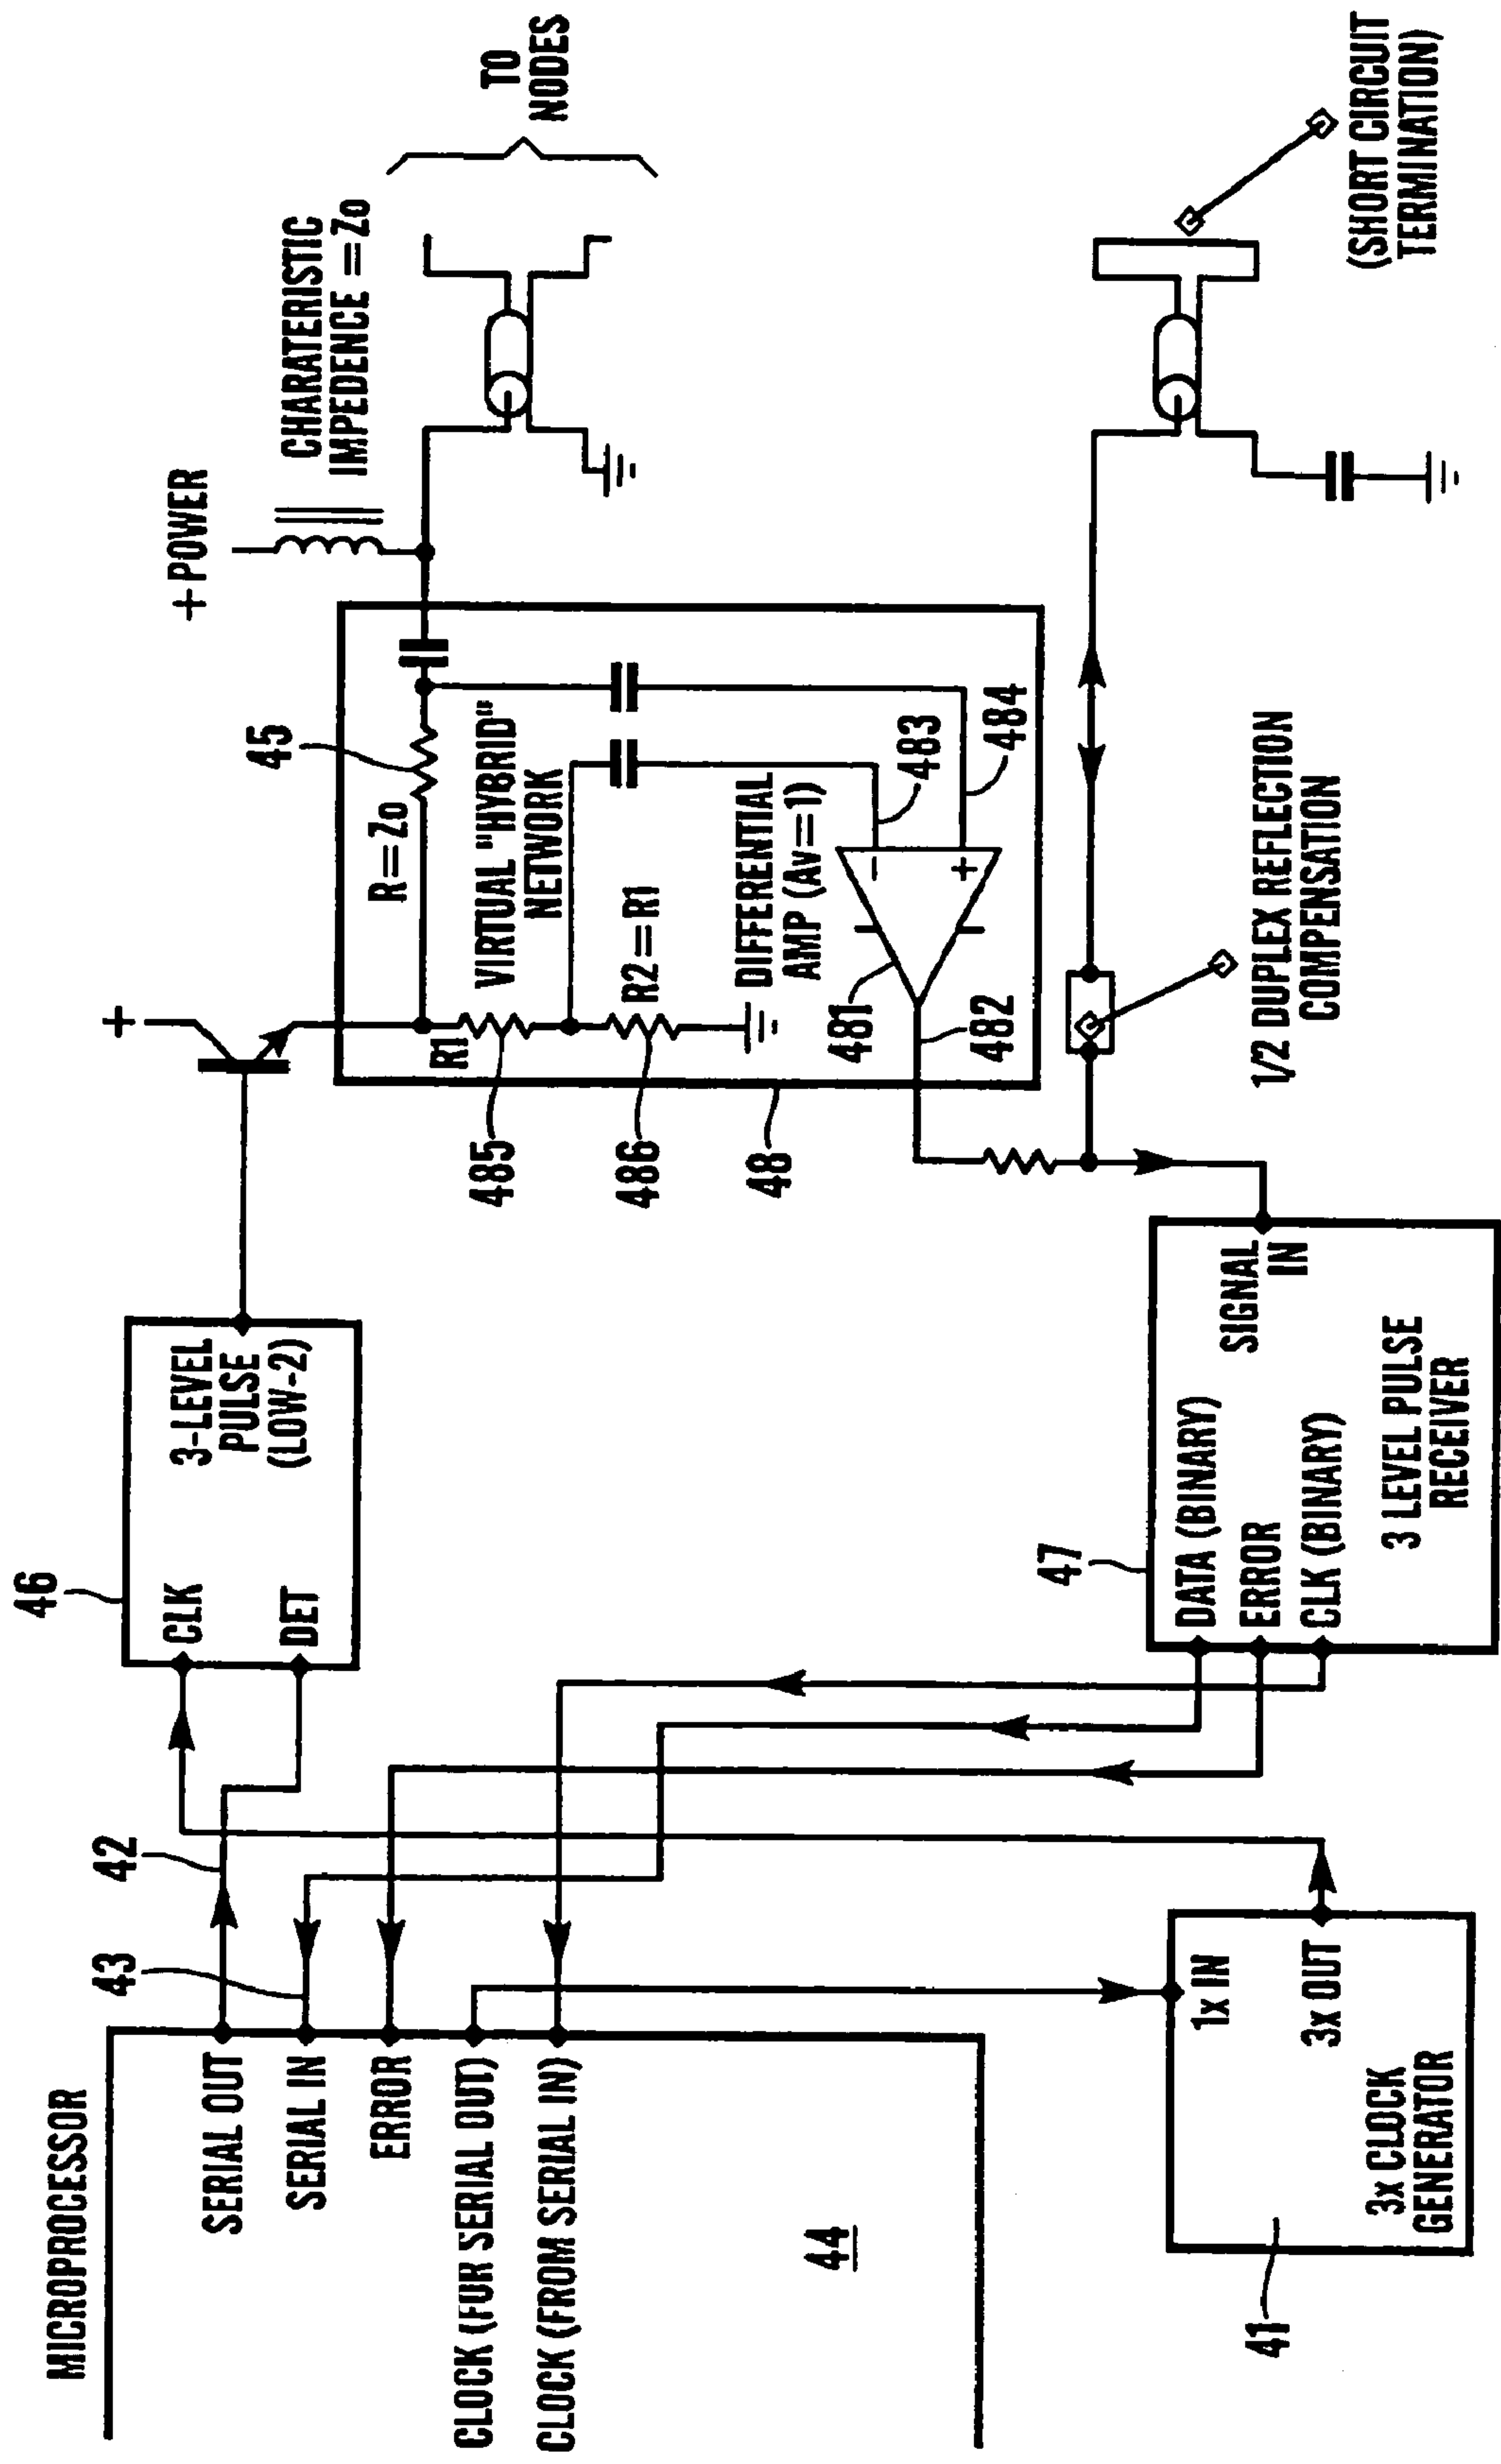 MICROPROCESSOR
SERIAL OUT
SERIAL IN
ERROR
CLOCK (FUR SERIAL OUT)
CLOCK (FROM SERIAL IN)
44
43
42
46
CLK
DET
3-LEVEL
PULSE
(LOW-2)
41
1x IN
3x OUT
3x CLOCK
GENERATOR
47
DATA (BINARY)
ERROR
CLK (BINARY)
SIGNAL
IN
3 LEVEL PULSE
RECEIVER
+
R1
485
486
48
R=Zo
45
VIRTUAL "HYBRID"
NETWORK
R2=R1
DIFFERENTIAL
AMP (Av=1)
−
+
481
482
483
484
+ POWER
CHARATERISTIC
IMPEDENCE =Zo
TO
NODES
1/2 DUPLEX REFLECTION
COMPENSATION
(SHORT CIRCUIT
TERMINATION)